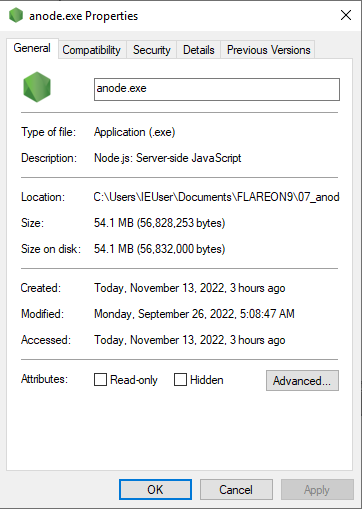 anode.exe Properties
General Compatibility Security Details Previous Versions
anode.exe
Type of file: Application (.exe)
Description: Node.js: Server-side JavaScript
Location: C:\Users\IEUser\Documents\FLAREON9\07_anod
Size: 54.1 MB (56,828,253 bytes)
Size on disk: 54.1 MB (56,832,000 bytes)
Created: Today, November 13, 2022, 3 hours ago
Modified: Monday, September 26, 2022, 5:08:47 AM
Accessed: Today, November 13, 2022, 3 hours ago
Attributes: Read-only Hidden Advanced...
OK Cancel Apply